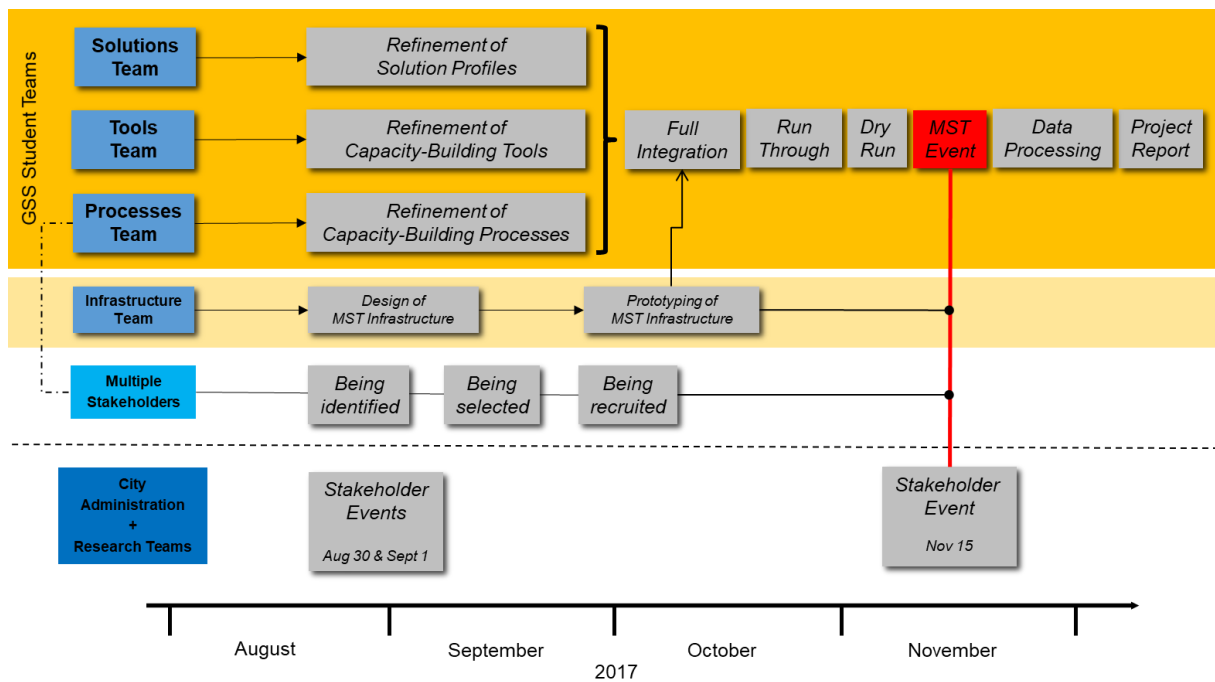 GSS Student Teams
Solutions
Team
Refinement of
Solution Profiles
Tools
Team
Refinement of
Capacity-Building Tools
Processes
Team
Refinement of
Capacity-Building Processes
Full
Integration
Run
Through
Dry
Run
MST
Event
Data
Processing
Project
Report
Infrastructure
Team
Design of
MST Infrastructure
Prototyping of
MST Infrastructure
Multiple
Stakeholders
Being
identified
Being
selected
Being
recruited
City
Administration
+
Research Teams
Stakeholder
Events
Aug 30 & Sept 1
Stakeholder
Event
Nov 15
August
September
October
November
2017